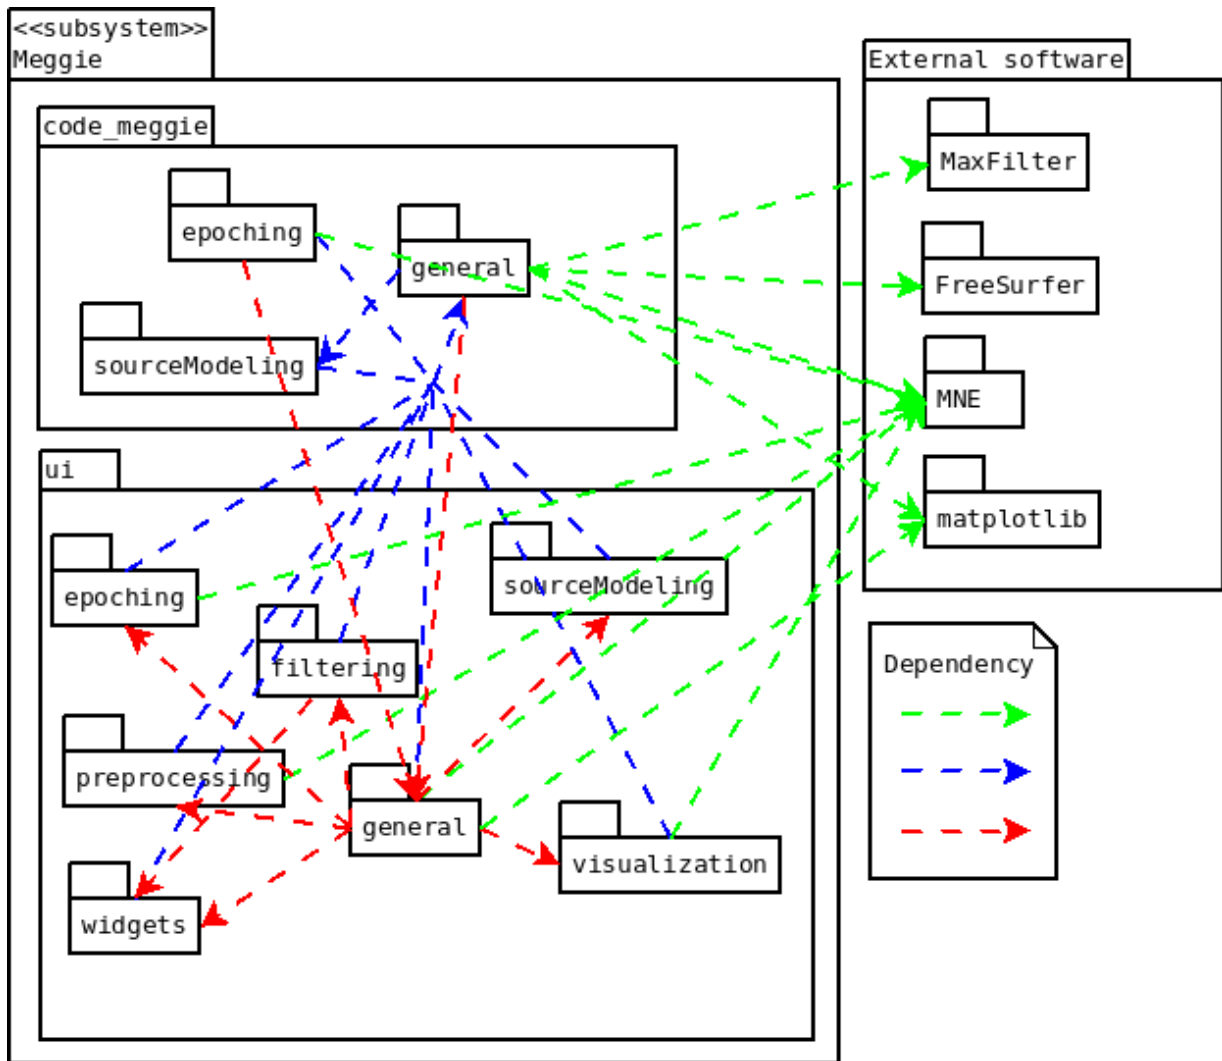 <<subsystem>>
Meggie
External software
code_meggie
MaxFilter
epoching
general
FreeSurfer
sourceModeling
MNE
ui
matplotlib
epoching
sourceModeling
filtering
Dependency
preprocessing
general
visualization
widgets